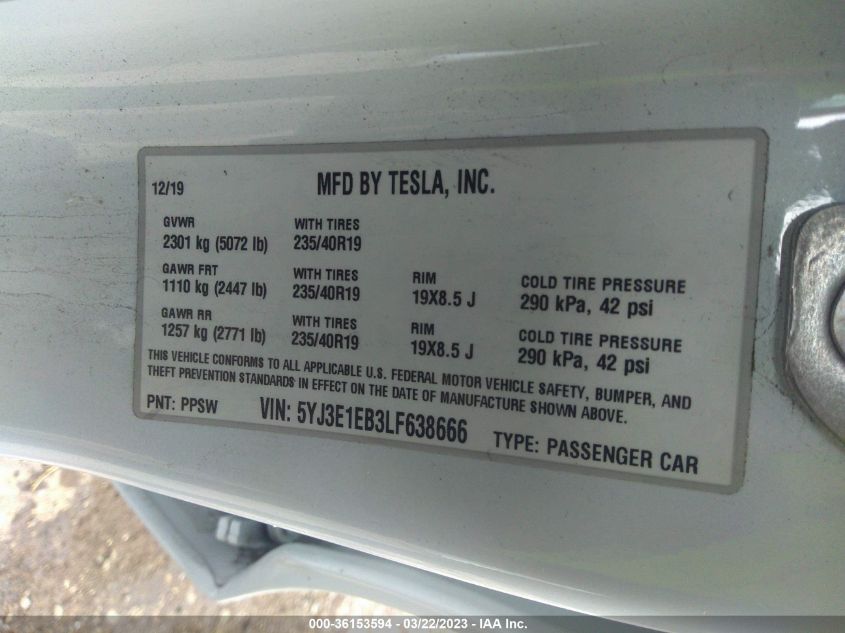 12/19 MFD BY TESLA, INC.
GVWR WITH TIRES
2301 kg (5072 lb) 235/40R19
GAWR FRT WITH TIRES RIM COLD TIRE PRESSURE
1110 kg (2447 lb) 235/40R19 19X8.5 J 290 kPa, 42 psi
GAWR RR WITH TIRES RIM COLD TIRE PRESSURE
1257 kg (2771 lb) 235/40R19 19X8.5 J 290 kPa, 42 psi
THIS VEHICLE CONFORMS TO ALL APPLICABLE U.S. FEDERAL MOTOR VEHICLE SAFETY, BUMPER, AND
THEFT PREVENTION STANDARDS IN EFFECT ON THE DATE OF MANUFACTURE SHOWN ABOVE.
PNT: PPSW VIN: 5YJ3E1EB3LF638666 TYPE: PASSENGER CAR
000-36153594 - 03/22/2023 - IAA Inc.